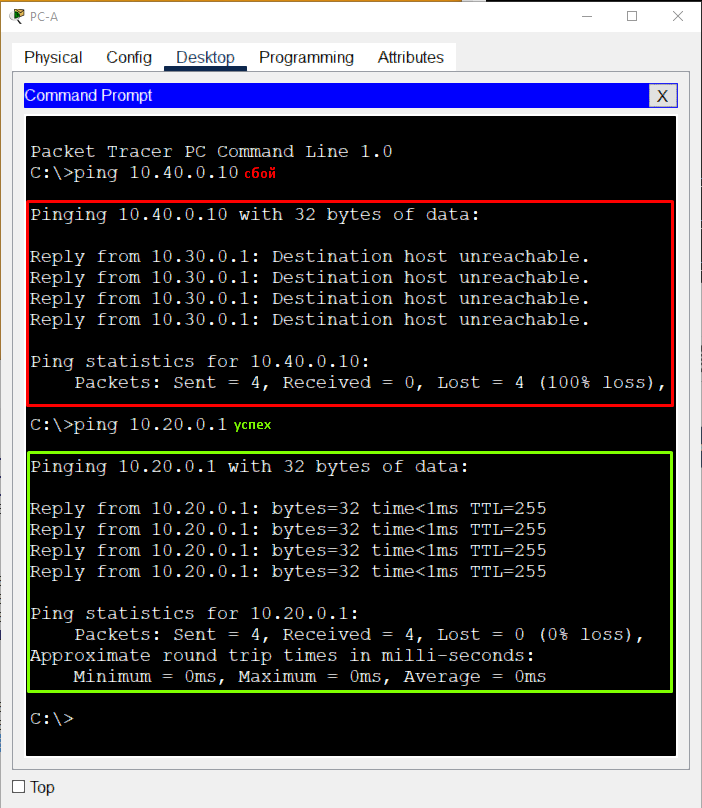 PC-A
Physical Config Desktop Programming Attributes
Command Prompt X
Packet Tracer PC Command Line 1.0
C:\>ping 10.40.0.10 сбой
Pinging 10.40.0.10 with 32 bytes of data:
Reply from 10.30.0.1: Destination host unreachable.
Reply from 10.30.0.1: Destination host unreachable.
Reply from 10.30.0.1: Destination host unreachable.
Reply from 10.30.0.1: Destination host unreachable.
Ping statistics for 10.40.0.10:
Packets: Sent = 4, Received = 0, Lost = 4 (100% loss),
C:\>ping 10.20.0.1 успех
Pinging 10.20.0.1 with 32 bytes of data:
Reply from 10.20.0.1: bytes=32 time<1ms TTL=255
Reply from 10.20.0.1: bytes=32 time<1ms TTL=255
Reply from 10.20.0.1: bytes=32 time<1ms TTL=255
Reply from 10.20.0.1: bytes=32 time<1ms TTL=255
Ping statistics for 10.20.0.1:
Packets: Sent = 4, Received = 4, Lost = 0 (0% loss),
Approximate round trip times in milli-seconds:
Minimum = 0ms, Maximum = 0ms, Average = 0ms
C:\>
Top